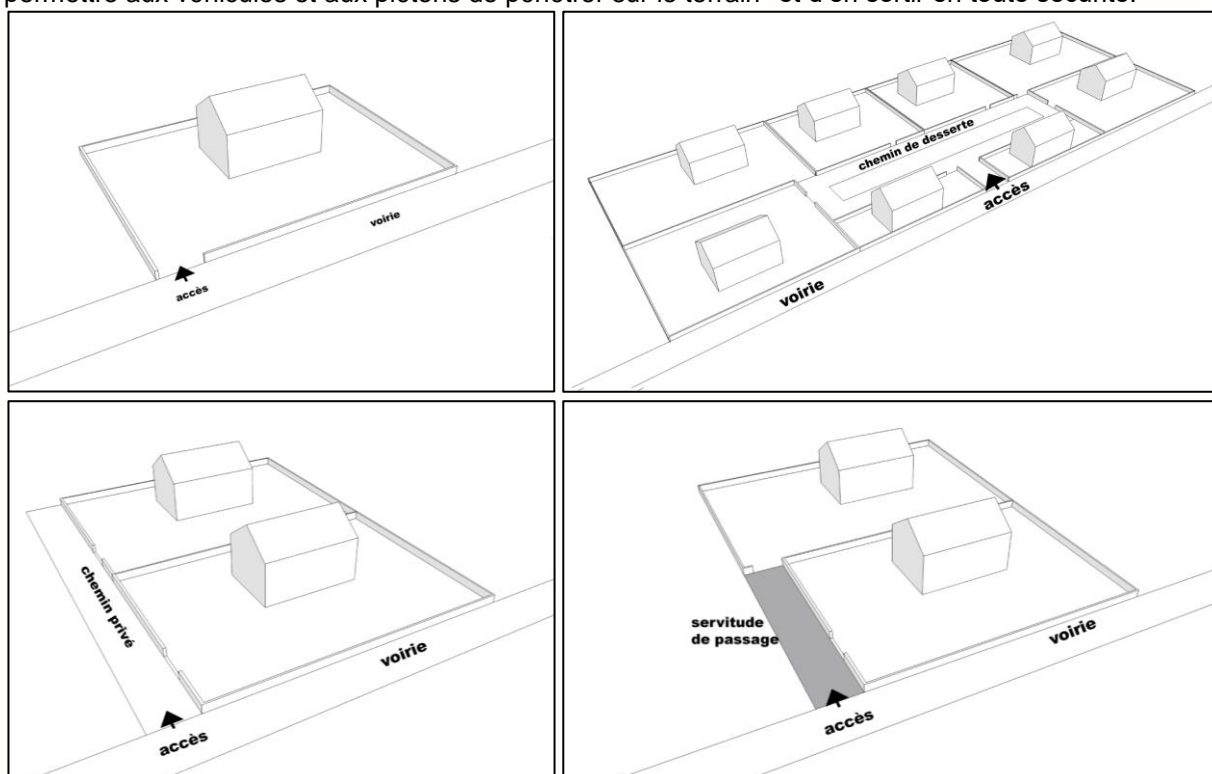 permettre aux véhicules et aux piétons de pénétrer sur le terrain et d'en sortir en toute sécurité.
voirie
accès
chemin de desserte
accès
voirie
chemin privé
voirie
accès
servitude
de passage
voirie
accès